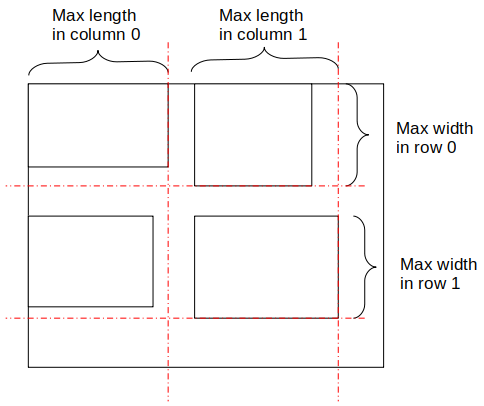 Max length
in column 0
Max length
in column 1
Max width
in row 0
Max width
in row 1